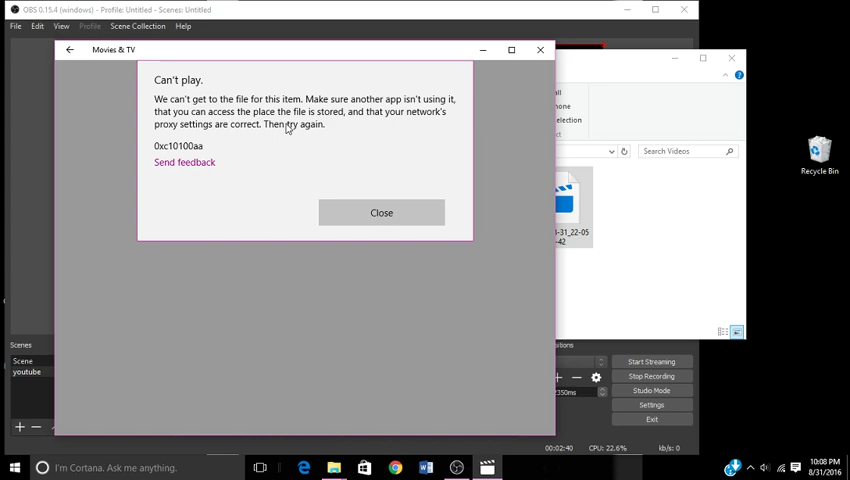 OBS 0.15.4 (windows) - Profile: Untitled - Scenes: Untitled
File Edit View Profile Scene Collection Help
Movies & TV
Can't play.
We can't get to the file for this item. Make sure another app isn't using it,
that you can access the place the file is stored, and that your network's
proxy settings are correct. Then try again.
0xc10100aa
Send feedback
Close
Search Videos
Recycle Bin
-31_22-05
-42
Scenes
Scene
youtube
Start Streaming
Stop Recording
Studio Mode
Settings
Exit
00:02:40 CPU: 22.6% kb/s: 0
I'm Cortana. Ask me anything.
10:08 PM
8/31/2016